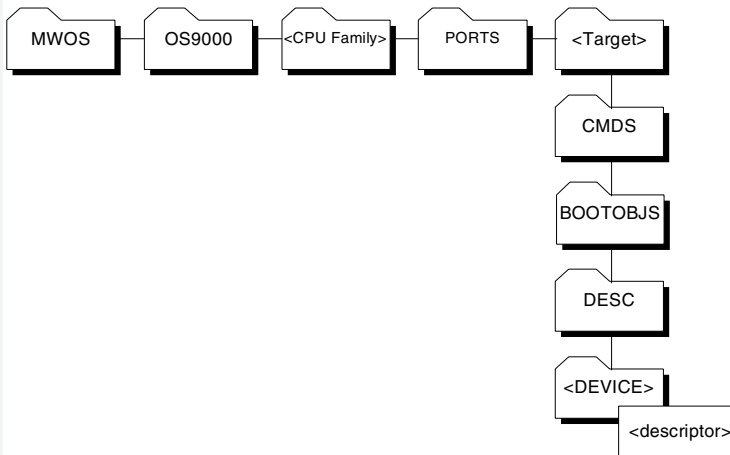 MWOS
OS9000
<CPU Family>
PORTS
<Target>
CMDS
BOOTOBJS
DESC
<DEVICE>
<descriptor>